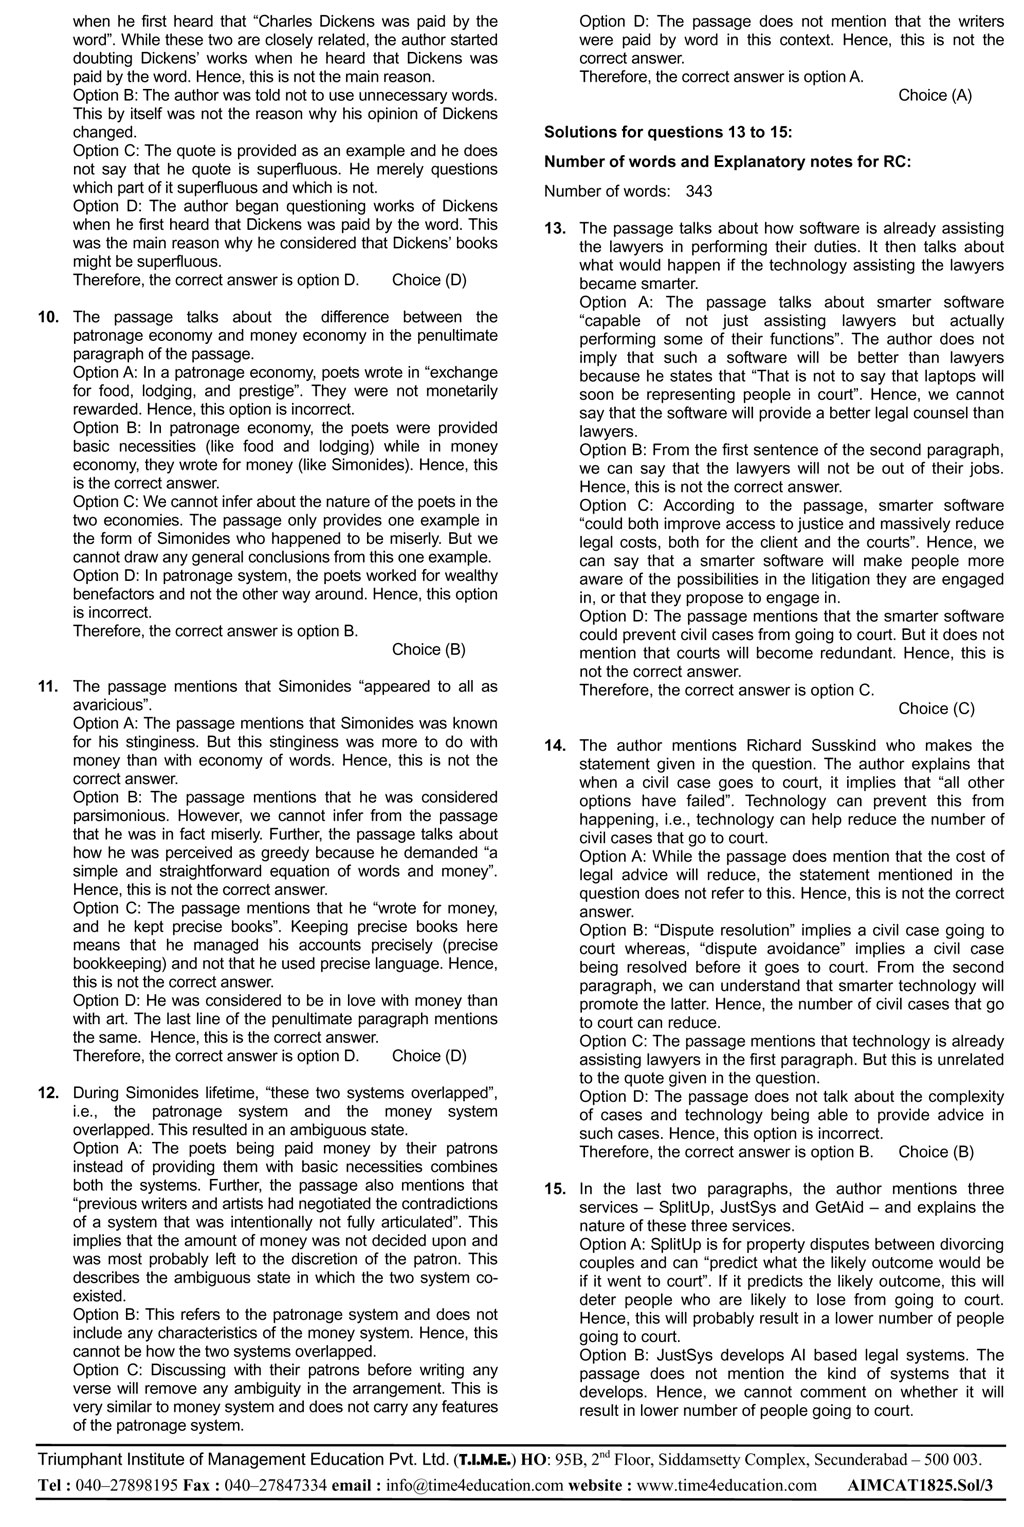 when he first heard that “Charles Dickens was paid by the
word”. While these two are closely related, the author started
doubting Dickens’ works when he heard that Dickens was
paid by the word. Hence, this is not the main reason.
Option B: The author was told not to use unnecessary words.
This by itself was not the reason why his opinion of Dickens
changed.
Option C: The quote is provided as an example and he does
not say that he quote is superfluous. He merely questions
which part of it superfluous and which is not.
Option D: The author began questioning works of Dickens
when he first heard that Dickens was paid by the word. This
was the main reason why he considered that Dickens’ books
might be superfluous.
Therefore, the correct answer is option D. Choice (D)
10. The passage talks about the difference between the
patronage economy and money economy in the penultimate
paragraph of the passage.
Option A: In a patronage economy, poets wrote in “exchange
for food, lodging, and prestige”. They were not monetarily
rewarded. Hence, this option is incorrect.
Option B: In patronage economy, the poets were provided
basic necessities (like food and lodging) while in money
economy, they wrote for money (like Simonides). Hence, this
is the correct answer.
Option C: We cannot infer about the nature of the poets in the
two economies. The passage only provides one example in
the form of Simonides who happened to be miserly. But we
cannot draw any general conclusions from this one example.
Option D: In patronage system, the poets worked for wealthy
benefactors and not the other way around. Hence, this option
is incorrect.
Therefore, the correct answer is option B.
Choice (B)
11. The passage mentions that Simonides “appeared to all as
avaricious”.
Option A: The passage mentions that Simonides was known
for his stinginess. But this stinginess was more to do with
money than with economy of words. Hence, this is not the
correct answer.
Option B: The passage mentions that he was considered
parsimonious. However, we cannot infer from the passage
that he was in fact miserly. Further, the passage talks about
how he was perceived as greedy because he demanded “a
simple and straightforward equation of words and money”.
Hence, this is not the correct answer.
Option C: The passage mentions that he “wrote for money,
and he kept precise books”. Keeping precise books here
means that he managed his accounts precisely (precise
bookkeeping) and not that he used precise language. Hence,
this is not the correct answer.
Option D: He was considered to be in love with money than
with art. The last line of the penultimate paragraph mentions
the same. Hence, this is the correct answer.
Therefore, the correct answer is option D. Choice (D)
12. During Simonides lifetime, “these two systems overlapped”,
i.e., the patronage system and the money system
overlapped. This resulted in an ambiguous state.
Option A: The poets being paid money by their patrons
instead of providing them with basic necessities combines
both the systems. Further, the passage also mentions that
“previous writers and artists had negotiated the contradictions
of a system that was intentionally not fully articulated”. This
implies that the amount of money was not decided upon and
was most probably left to the discretion of the patron. This
describes the ambiguous state in which the two system co-
existed.
Option B: This refers to the patronage system and does not
include any characteristics of the money system. Hence, this
cannot be how the two systems overlapped.
Option C: Discussing with their patrons before writing any
verse will remove any ambiguity in the arrangement. This is
very similar to money system and does not carry any features
of the patronage system.
Option D: The passage does not mention that the writers
were paid by word in this context. Hence, this is not the
correct answer.
Therefore, the correct answer is option A.
Choice (A)
Solutions for questions 13 to 15:
Number of words and Explanatory notes for RC:
Number of words: 343
13. The passage talks about how software is already assisting
the lawyers in performing their duties. It then talks about
what would happen if the technology assisting the lawyers
became smarter.
Option A: The passage talks about smarter software
“capable of not just assisting lawyers but actually
performing some of their functions”. The author does not
imply that such a software will be better than lawyers
because he states that “That is not to say that laptops will
soon be representing people in court”. Hence, we cannot
say that the software will provide a better legal counsel than
lawyers.
Option B: From the first sentence of the second paragraph,
we can say that the lawyers will not be out of their jobs.
Hence, this is not the correct answer.
Option C: According to the passage, smarter software
“could both improve access to justice and massively reduce
legal costs, both for the client and the courts”. Hence, we
can say that a smarter software will make people more
aware of the possibilities in the litigation they are engaged
in, or that they propose to engage in.
Option D: The passage mentions that the smarter software
could prevent civil cases from going to court. But it does not
mention that courts will become redundant. Hence, this is
not the correct answer.
Therefore, the correct answer is option C.
Choice (C)
14. The author mentions Richard Susskind who makes the
statement given in the question. The author explains that
when a civil case goes to court, it implies that “all other
options have failed”. Technology can prevent this from
happening, i.e., technology can help reduce the number of
civil cases that go to court.
Option A: While the passage does mention that the cost of
legal advice will reduce, the statement mentioned in the
question does not refer to this. Hence, this is not the correct
answer.
Option B: “Dispute resolution” implies a civil case going to
court whereas, “dispute avoidance” implies a civil case
being resolved before it goes to court. From the second
paragraph, we can understand that smarter technology will
promote the latter. Hence, the number of civil cases that go
to court can reduce.
Option C: The passage mentions that technology is already
assisting lawyers in the first paragraph. But this is unrelated
to the quote given in the question.
Option D: The passage does not talk about the complexity
of cases and technology being able to provide advice in
such cases. Hence, this option is incorrect.
Therefore, the correct answer is option B. Choice (B)
15. In the last two paragraphs, the author mentions three
services – SplitUp, JustSys and GetAid – and explains the
nature of these three services.
Option A: SplitUp is for property disputes between divorcing
couples and can “predict what the likely outcome would be
if it went to court”. If it predicts the likely outcome, this will
deter people who are likely to lose from going to court.
Hence, this will probably result in a lower number of people
going to court.
Option B: JustSys develops AI based legal systems. The
passage does not mention the kind of systems that it
develops. Hence, we cannot comment on whether it will
result in lower number of people going to court.
Triumphant Institute of Management Education Pvt. Ltd. (T.I.M.E.) HO: 95B, 2nd Floor, Siddamsetty Complex, Secunderabad – 500 003.
Tel : 040–27898195 Fax : 040–27847334 email : info@time4education.com website : www.time4education.com AIMCAT1825.Sol/3